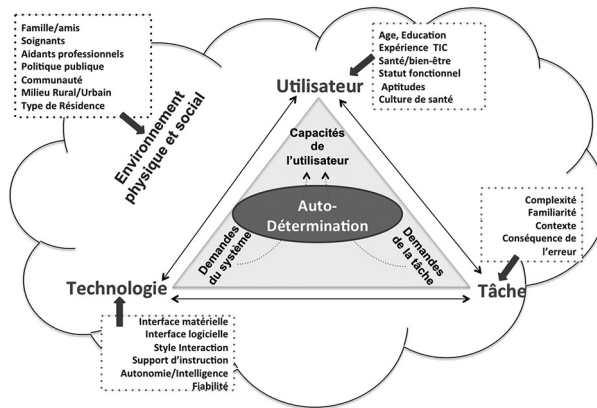 Famille/amis
Soignants
Aidants professionnels
Politique publique
Communauté
Milieu Rural/Urbain
Type de Résidence
Age, Education
Expérience TIC
Santé/bien-être
Statut fonctionnel
Aptitudes
Culture de santé
Utilisateur
Environnement
physique et social
Capacités
de
l'utilisateur
Auto-
Détermination
Demandes
du système
Demandes
de la tâche
Complexité
Familiarité
Contexte
Conséquence de
l'erreur
Technologie
Tâche
Interface matérielle
Interface logicielle
Style Interaction
Support d'instruction
Autonomie/Intelligence
Fiabilité